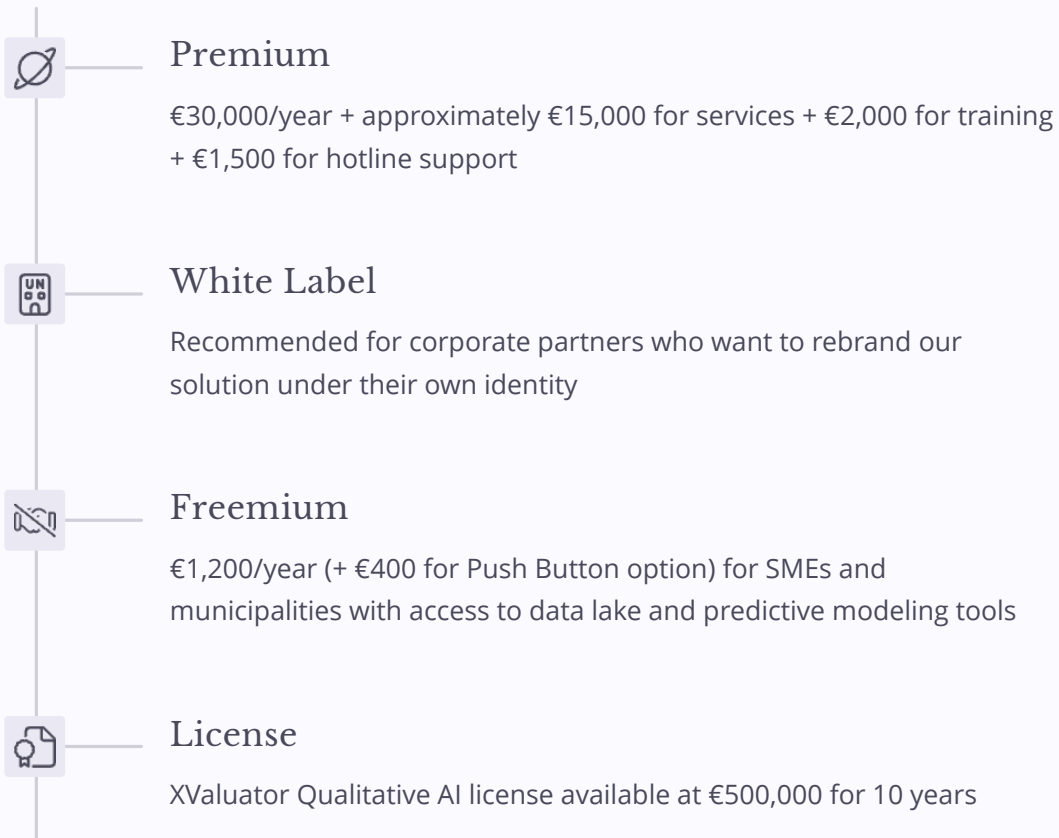 Premium
€30,000/year + approximately €15,000 for services + €2,000 for training
+ €1,500 for hotline support
UN
White Label
Recommended for corporate partners who want to rebrand our
solution under their own identity
Freemium
€1,200/year (+ €400 for Push Button option) for SMEs and
municipalities with access to data lake and predictive modeling tools
License
XValuator Qualitative AI license available at €500,000 for 10 years